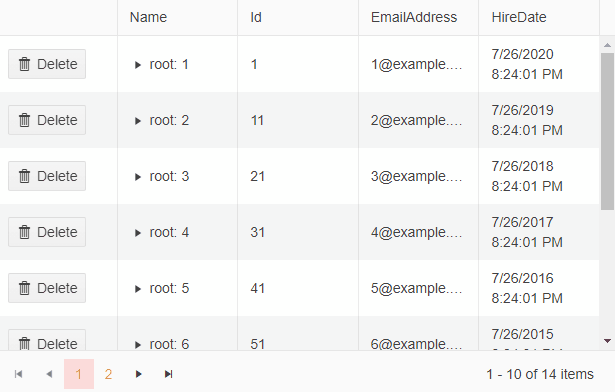 Name Id EmailAddress HireDate
Delete root: 1 1 1@example.... 7/26/2020
8:24:01 PM
Delete root: 2 11 2@example.... 7/26/2019
8:24:01 PM
Delete root: 3 21 3@example.... 7/26/2018
8:24:01 PM
Delete root: 4 31 4@example.... 7/26/2017
8:24:01 PM
Delete root: 5 41 5@example.... 7/26/2016
8:24:01 PM
Delete root: 6 51 6@example.... 7/26/2015
1 2 1 - 10 of 14 items